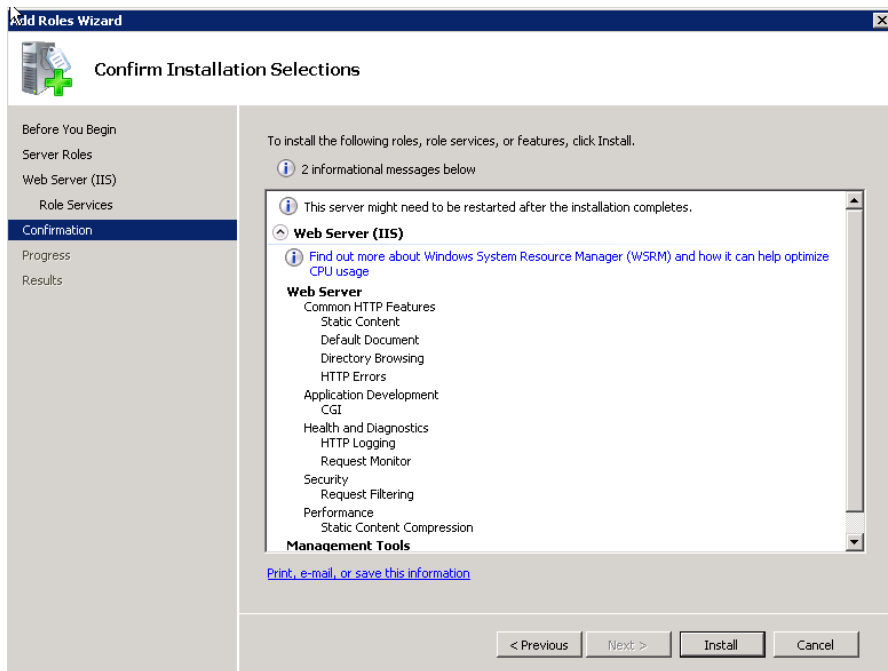 Add Roles Wizard
Confirm Installation Selections
Before You Begin
Server Roles
Web Server (IIS)
Role Services
Confirmation
Progress
Results
To install the following roles, role services, or features, click Install.
2 informational messages below
This server might need to be restarted after the installation completes.
Web Server (IIS)
Find out more about Windows System Resource Manager (WSRM) and how it can help optimize
CPU usage
Web Server
Common HTTP Features
Static Content
Default Document
Directory Browsing
HTTP Errors
Application Development
CGI
Health and Diagnostics
HTTP Logging
Request Monitor
Security
Request Filtering
Performance
Static Content Compression
Management Tools
Print, e-mail, or save this information
< Previous
Next >
Install
Cancel